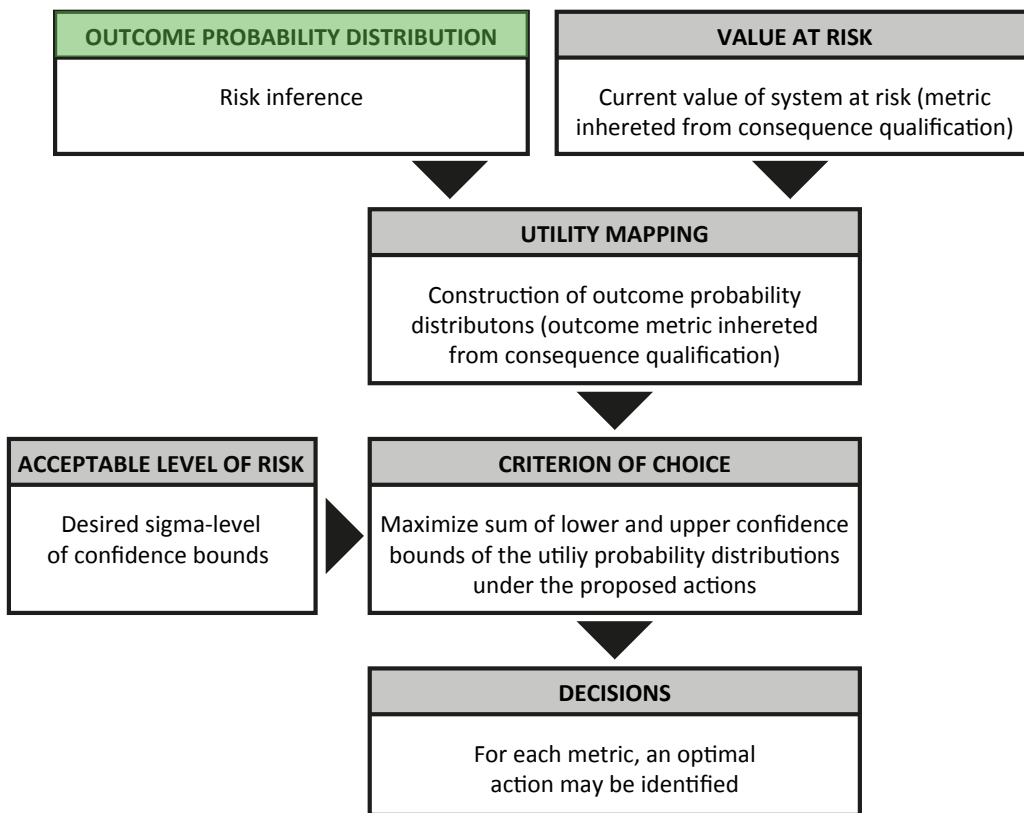 OUTCOME PROBABILITY DISTRIBUTION
Risk inference
VALUE AT RISK
Current value of system at risk (metric
inhereted from consequence qualification)
UTILITY MAPPING
Construction of outcome probability
distributons (outcome metric inhereted
from consequence qualification)
ACCEPTABLE LEVEL OF RISK
Desired sigma-level
of confidence bounds
CRITERION OF CHOICE
Maximize sum of lower and upper confidence
bounds of the utiliy probability distributions
under the proposed actions
DECISIONS
For each metric, an optimal
action may be identified